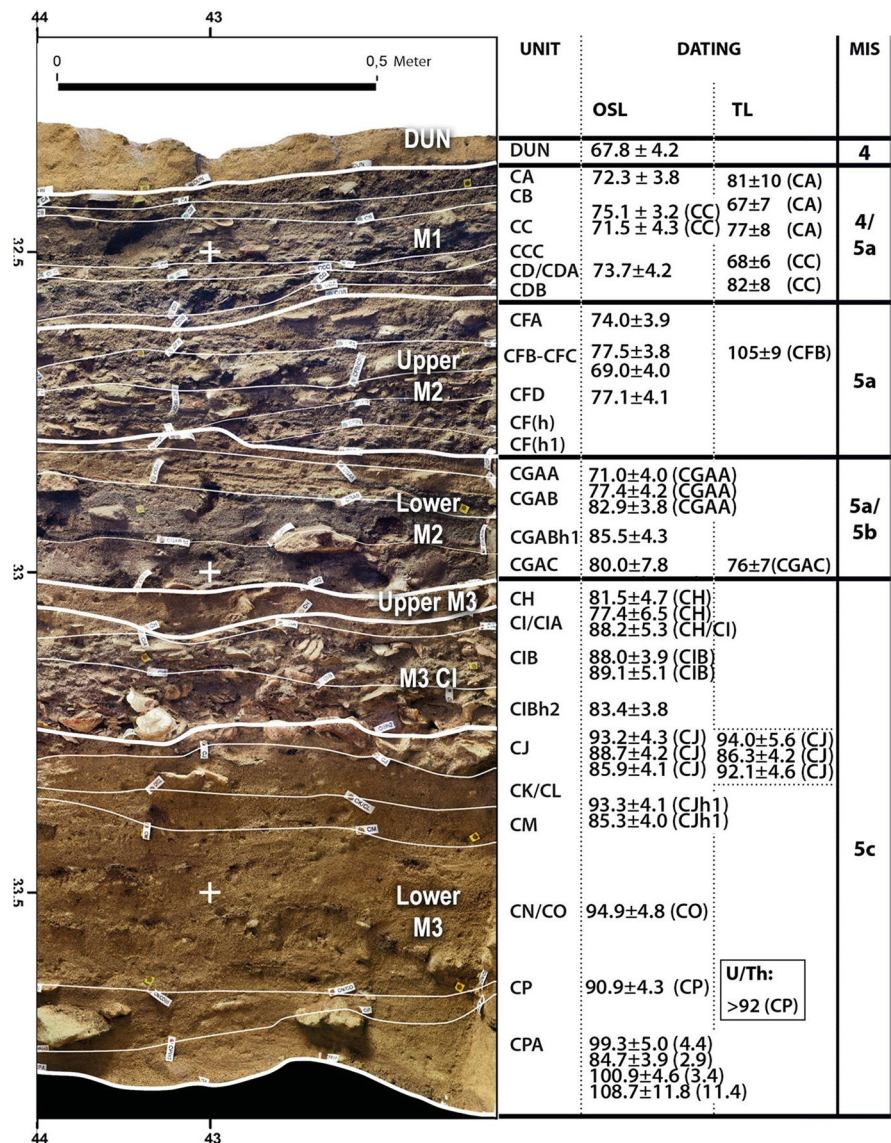 44 43
0 0,5 Meter
UNIT DATING MIS
OSL TL
DUN
DUN
DUN 67.8 ± 4.2 4
CA 72.3 ± 3.8 81±10 (CA)
CB 67±7 (CA)
75.1 ± 3.2 (CC)
CC 71.5 ± 4.3 (CC) 77±8 (CA)
4/
5a
M1
32.5
CCC 68±6 (CC)
CD/CDA 73.7±4.2
CDB 82±8 (CC)
CFA 74.0±3.9
Upper
M2
CFB-CFC 77.5±3.8 105±9 (CFB)
69.0±4.0
5a
CFD 77.1±4.1
CF(h)
CF(h1)
CGAA 71.0±4.0 (CGAA)
77.4±4.2 (CGAA)
CGAB 82.9±3.8 (CGAA)
5a/
5b
Lower
M2
CGABh1 85.5±4.3
CGAC 80.0±7.8 76±7(CGAC)
33
Upper M3
CH 81.5±4.7 (CH)
77.4±6.5 (CH)
CI/CIA 88.2±5.3 (CH/CI)
M3 CI
CIB 88.0±3.9 (CIB)
89.1±5.1 (CIB)
CIBh2 83.4±3.8
93.2±4.3 (CJ) 94.0±5.6 (CJ)
CJ 88.7±4.2 (CJ) 86.3±4.2 (CJ)
85.9±4.1 (CJ) 92.1±4.6 (CJ)
CK/CL
CK/CL
93.3±4.1 (CJh1)
CM
CM 85.3±4.0 (CJh1)
5c
33.5
Lower
M3
CN/CO 94.9±4.8 (CO)
CP 90.9±4.3 (CP)
U/Th:
>92 (CP)
CPA 99.3±5.0 (4.4)
84.7±3.9 (2.9)
100.9±4.6 (3.4)
108.7±11.8 (11.4)
44 43